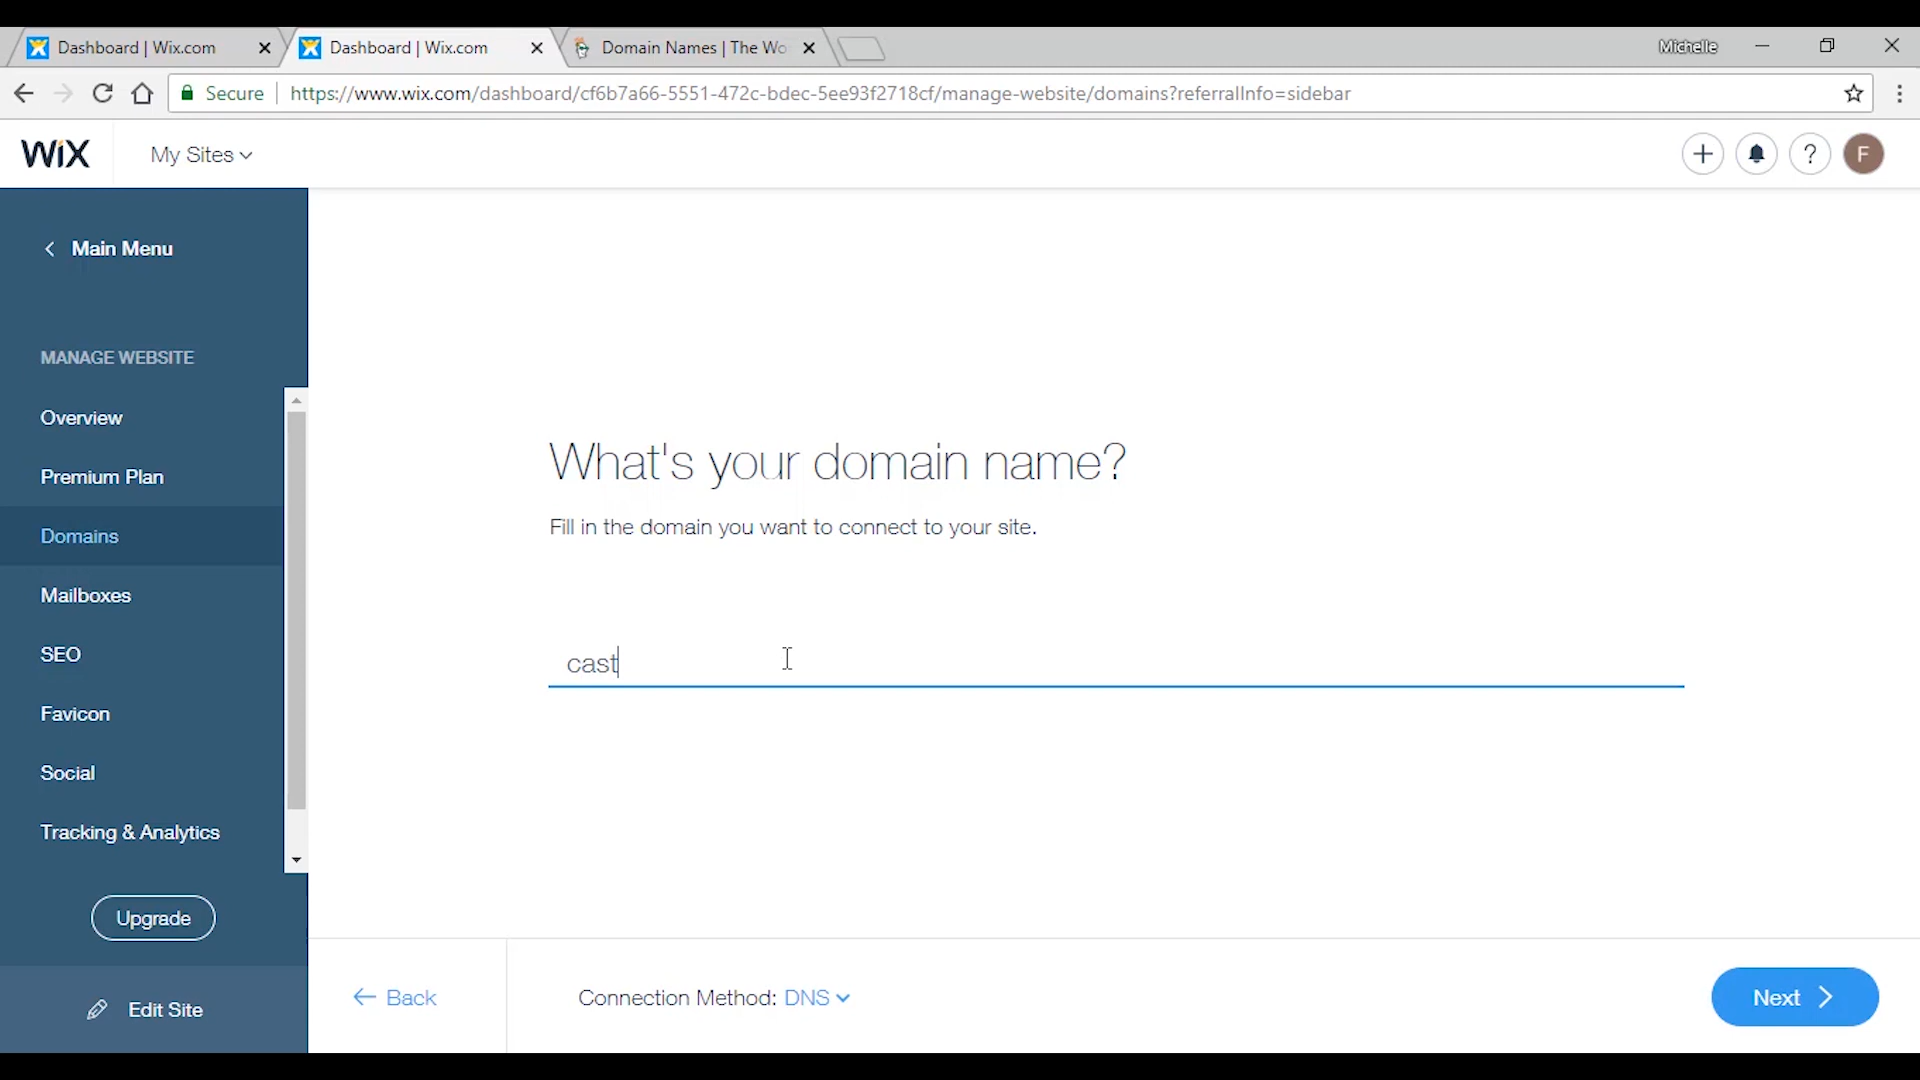 Dashboard | Wix.com
Dashboard | Wix.com
Domain Names | The Wo
Michelle
Secure
https://www.wix.com/dashboard/cf6b7a66-5551-472c-bdec-5ee93f2718cf/manage-website/domains?referralInfo=sidebar
WIX
My Sites
?
F
Main Menu
MANAGE WEBSITE
Overview
Premium Plan
Domains
Mailboxes
SEO
Favicon
Social
Tracking & Analytics
Upgrade
Edit Site
What's your domain name?
Fill in the domain you want to connect to your site.
cast
Back
Connection Method: DNS
Next